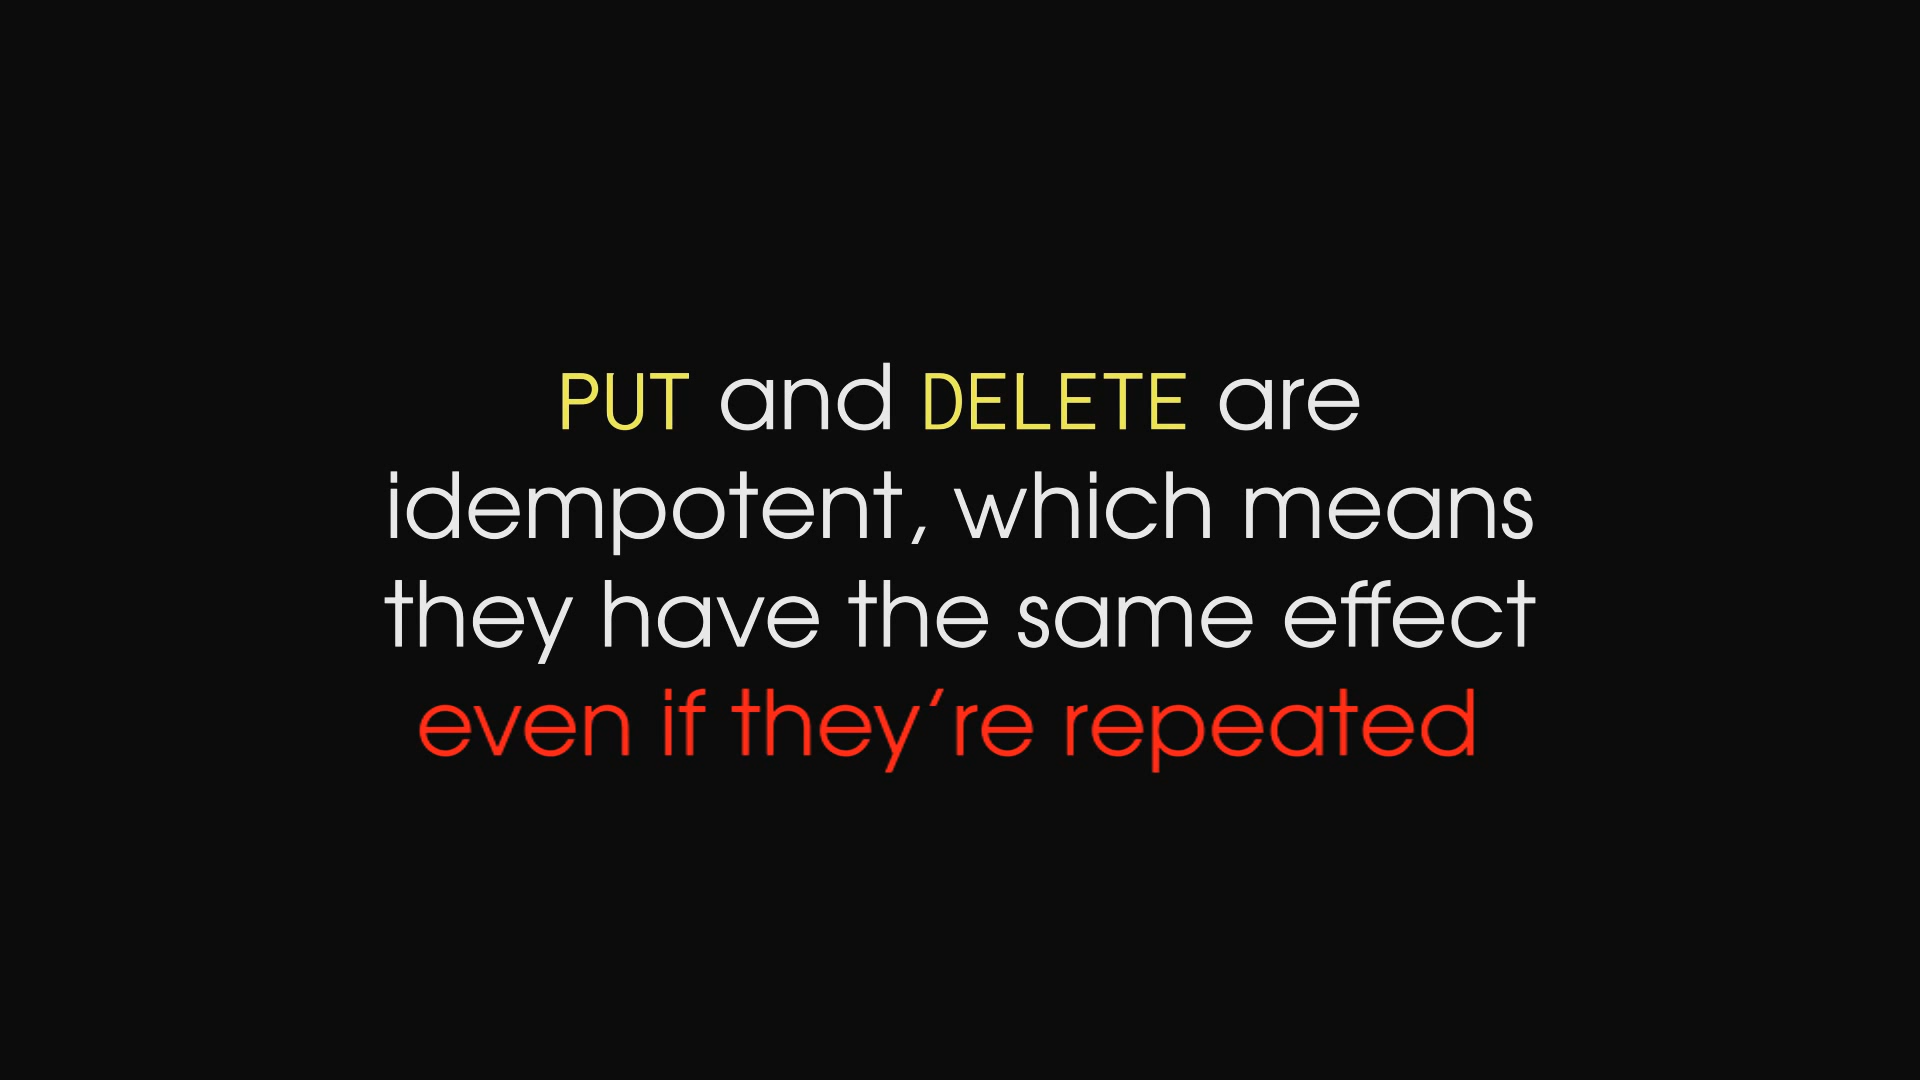 PUT and DELETE are
idempotent, which means
they have the same effect
even if they’re repeated